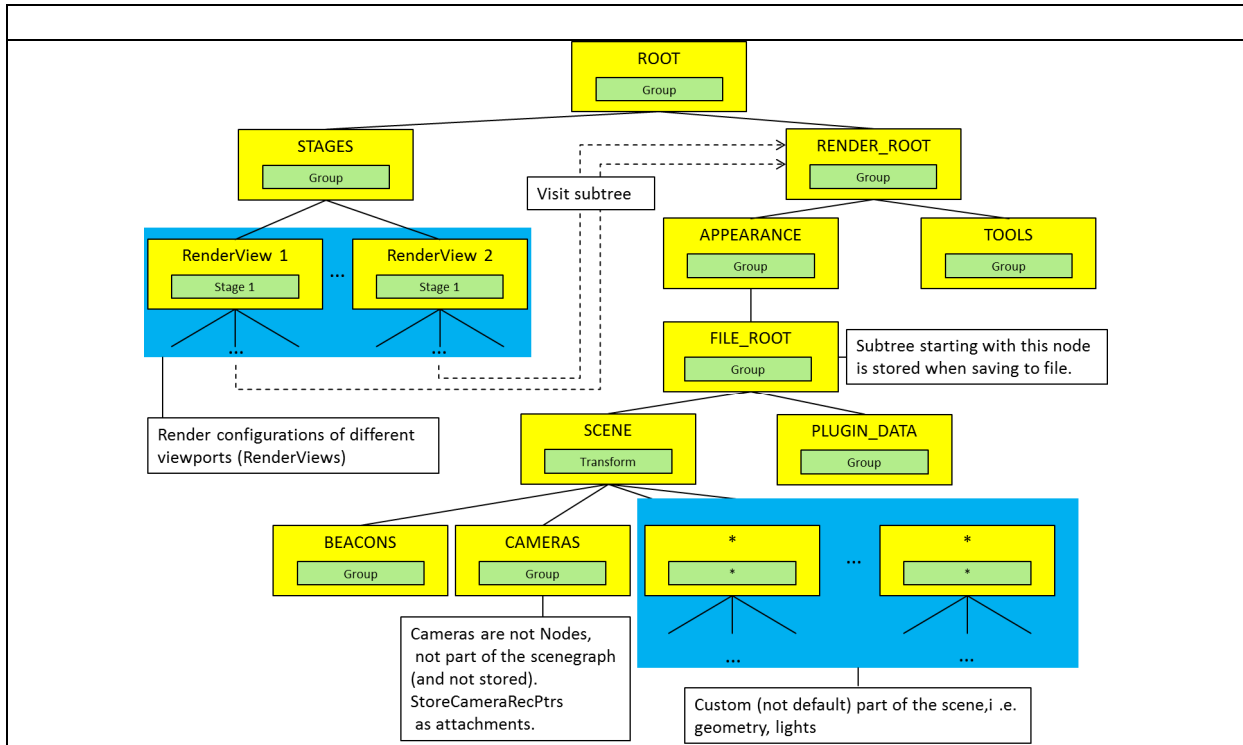 ROOT
Group
STAGES
Group
RENDER_ROOT
Group
Visit subtree
RenderView 1
Stage 1
...
RenderView 2
Stage 1
...
...
APPEARANCE
Group
TOOLS
Group
FILE_ROOT
Group
Subtree starting with this node
is stored when saving to file.
Render configurations of different
viewports (RenderViews)
SCENE
Transform
PLUGIN_DATA
Group
BEACONS
Group
CAMERAS
Group
*
*
...
*
*
...
...
Cameras are not Nodes,
not part of the scenegraph
(and not stored).
StoreCameraRecPtrs
as attachments.
Custom (not default) part of the scene,i .e.
geometry, lights